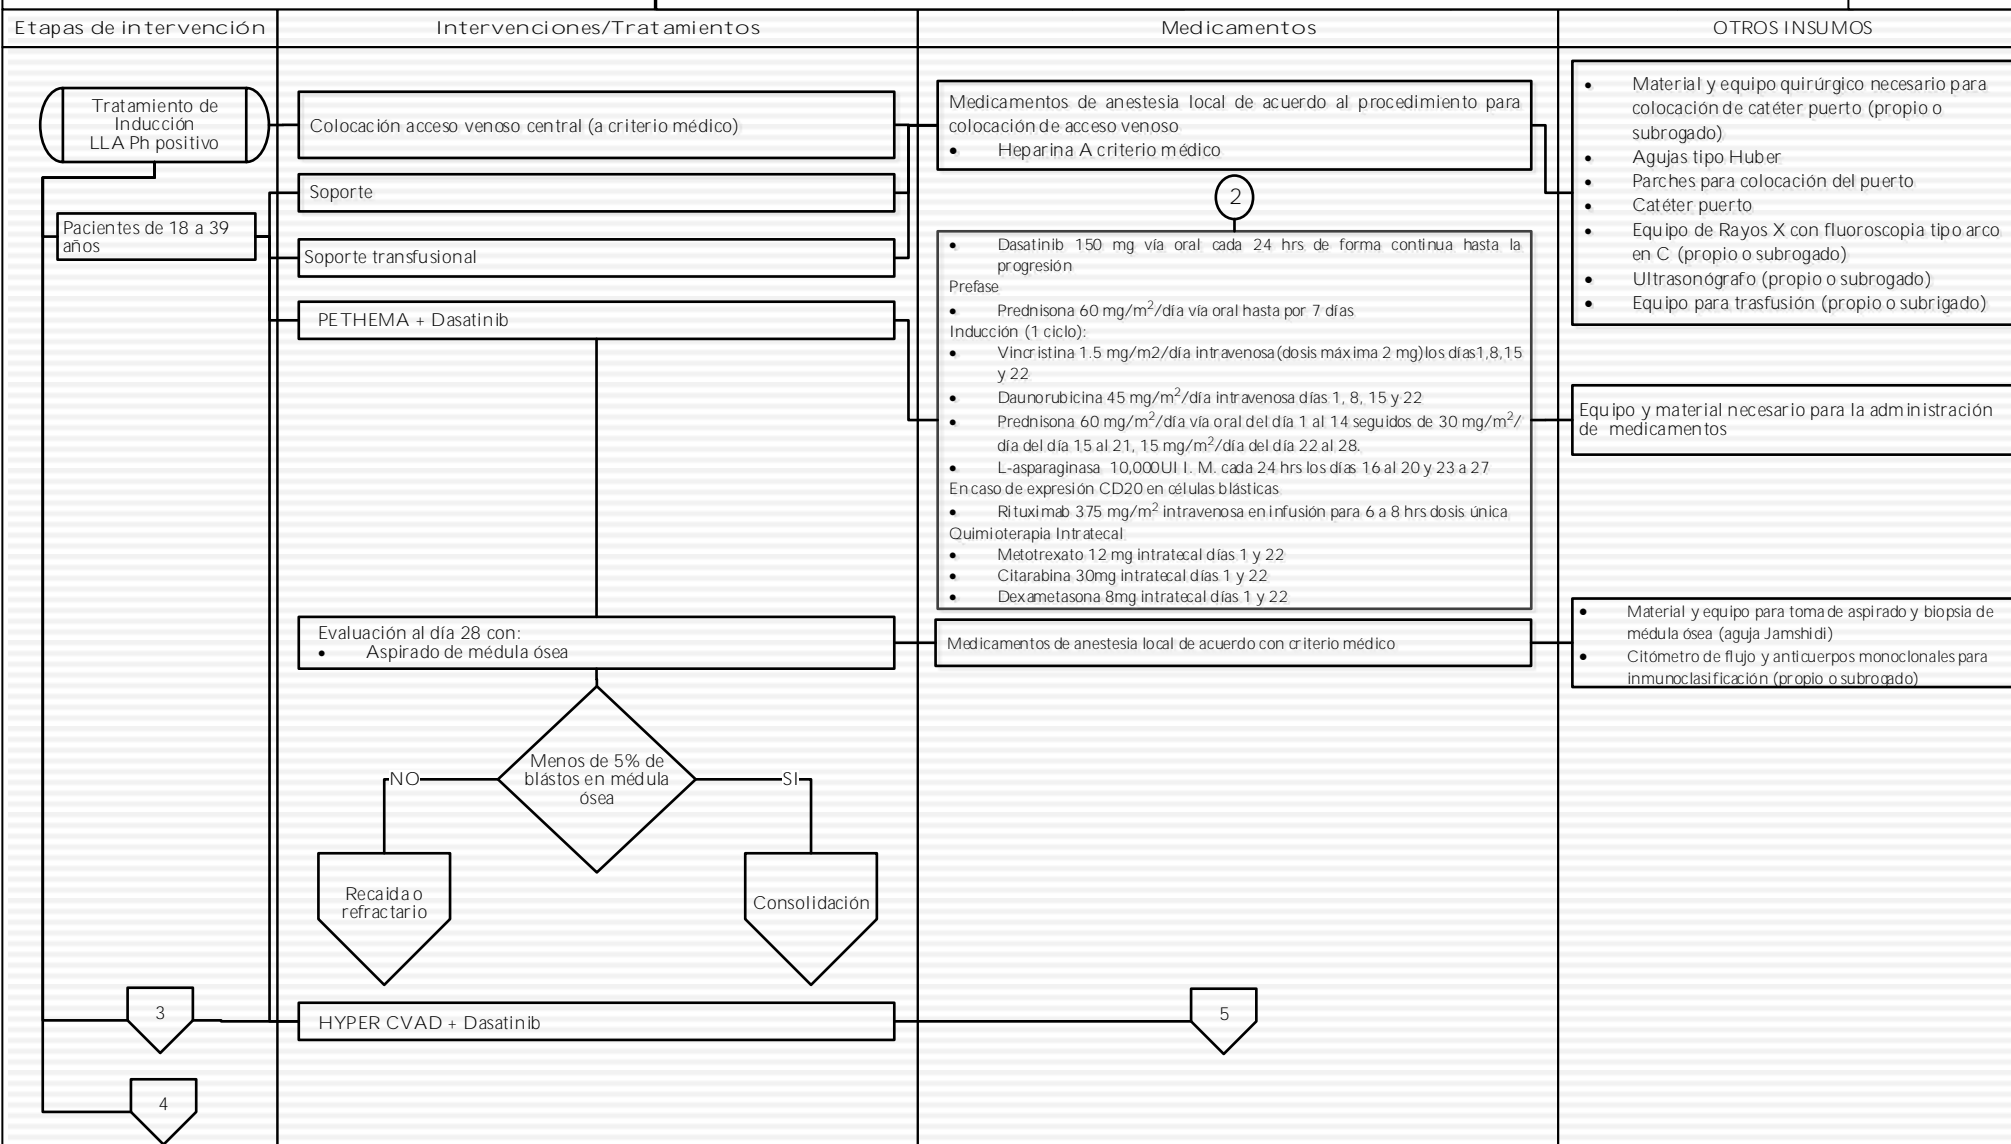 Etapas de intervención
Intervenciones/Tratamientos
Medicamentos
OTROS INSUMOS
Tratamiento de
Inducción
LLA Ph positivo
Pacientes de 18 a 39
años
3
4
Colocación acceso venoso central (a criterio médico)
Soporte
Soporte transfusional
PETHEMA + Dasatinib
Evaluación al día 28 con:
• Aspirado de médula ósea
Menos de 5% de
blástos en médula
ósea
NO
SI
Recaida o
refractario
Consolidación
HYPER CVAD + Dasatinib
Medicamentos de anestesia local de acuerdo al procedimiento para
colocación de acceso venoso
• Heparina A criterio médico
2
• Dasatinib 150 mg vía oral cada 24 hrs de forma continua hasta la
progresión
Prefase
• Prednisona 60 mg/m²/día vía oral hasta por 7 días
Inducción (1 ciclo):
• Vincristina 1.5 mg/m2/día intravenosa (dosis máxima 2 mg) los días 1,8,15
y 22
• Daunorubicina 45 mg/m²/día intravenosa días 1, 8, 15 y 22
• Prednisona 60 mg/m²/día vía oral del día 1 al 14 seguidos de 30 mg/m²/
día del día 15 al 21, 15 mg/m²/día del día 22 al 28.
• L-asparaginasa 10,000UI I. M. cada 24 hrs los días 16 al 20 y 23 a 27
En caso de expresión CD20 en células blásticas
• Rituximab 375 mg/m² intravenosa en infusión para 6 a 8 hrs dosis única
Quimioterapia Intratecal
• Metotrexato 12 mg intratecal días 1 y 22
• Citarabina 30mg intratecal días 1 y 22
• Dexametasona 8mg intratecal días 1 y 22
Medicamentos de anestesia local de acuerdo con criterio médico
5
• Material y equipo quirúrgico necesario para
colocación de catéter puerto (propio o
subrogado)
• Agujas tipo Huber
• Parches para colocación del puerto
• Catéter puerto
• Equipo de Rayos X con fluoroscopia tipo arco
en C (propio o subrogado)
• Ultrasonógrafo (propio o subrogado)
• Equipo para trasfusión (propio o subrigado)
Equipo y material necesario para la administración
de medicamentos
• Material y equipo para toma de aspirado y biopsia de
médula ósea (aguja Jamshidi)
• Citómetro de flujo y anticuerpos monoclonales para
inmunoclasificación (propio o subrogado)